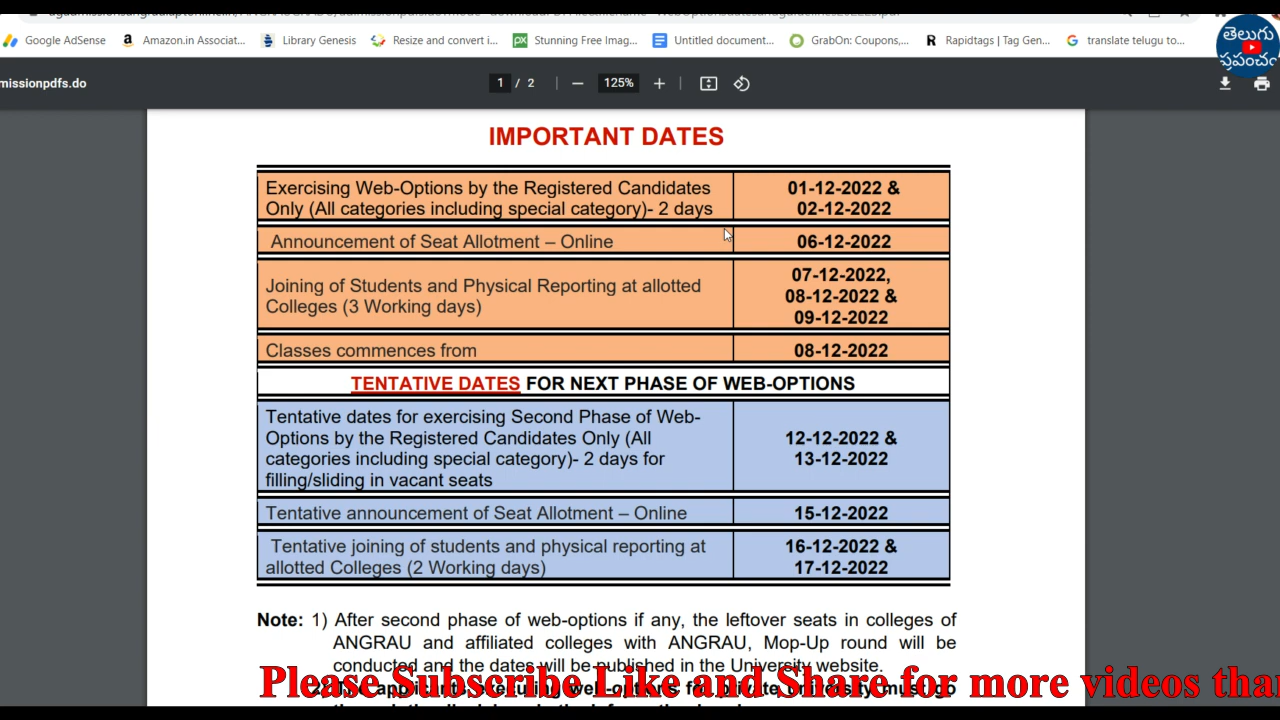 Google AdSense Amazon.in Associat... Library Genesis Resize and convert i... Stunning Free Imag... Untitled document... GrabOn: Coupons,... Rapidtags | Tag Gen... translate telugu to...
తెలుగు
ప్రపంచం
missionpdfs.do
1 / 2 125%
IMPORTANT DATES
Exercising Web-Options by the Registered Candidates 01-12-2022 &
Only (All categories including special category)- 2 days 02-12-2022
Announcement of Seat Allotment – Online 06-12-2022
Joining of Students and Physical Reporting at allotted
Colleges (3 Working days)
07-12-2022,
08-12-2022 &
09-12-2022
Classes commences from 08-12-2022
TENTATIVE DATES FOR NEXT PHASE OF WEB-OPTIONS
Tentative dates for exercising Second Phase of Web-
Options by the Registered Candidates Only (All
categories including special category)- 2 days for
filling/sliding in vacant seats
12-12-2022 &
13-12-2022
Tentative announcement of Seat Allotment – Online 15-12-2022
Tentative joining of students and physical reporting at 16-12-2022 &
allotted Colleges (2 Working days) 17-12-2022
Note: 1) After second phase of web-options if any, the leftover seats in colleges of
ANGRAU and affiliated colleges with ANGRAU, Mop-Up round will be
conducted and the dates will be published in the University website.
Please Subscribe Like and Share for more videos than